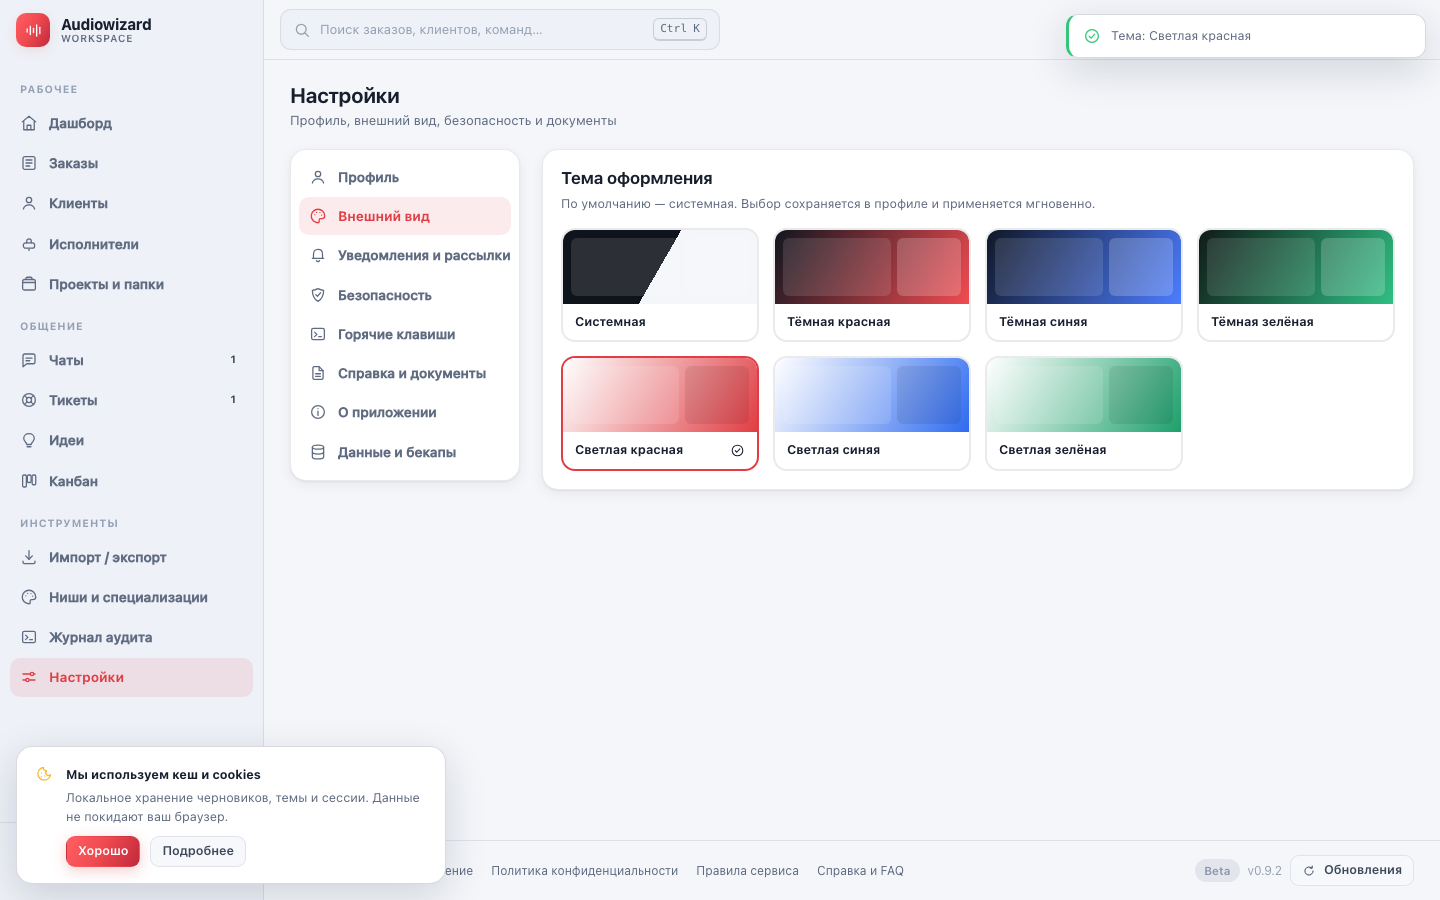 Audiowizard
WORKSPACE
РАБОЧЕЕ
Дашборд
Заказы
Клиенты
Исполнители
Проекты и папки
ОБЩЕНИЕ
Чаты 1
Тикеты 1
Идеи
Канбан
ИНСТРУМЕНТЫ
Импорт / экспорт
Ниши и специализации
Журнал аудита
Настройки
Поиск заказов, клиентов, команд... Ctrl K
Тема: Светлая красная
Настройки
Профиль, внешний вид, безопасность и документы
Профиль
Внешний вид
Уведомления и рассылки
Безопасность
Горячие клавиши
Справка и документы
О приложении
Данные и бекапы
Тема оформления
По умолчанию — системная. Выбор сохраняется в профиле и применяется мгновенно.
Системная
Тёмная красная
Тёмная синяя
Тёмная зелёная
Светлая красная
Светлая синяя
Светлая зелёная
Мы используем кеш и cookies
Локальное хранение черновиков, темы и сессии. Данные
не покидают ваш браузер.
Хорошо
Подробнее
Политика конфиденциальности
Правила сервиса
Справка и FAQ
Beta
v0.9.2
Обновления